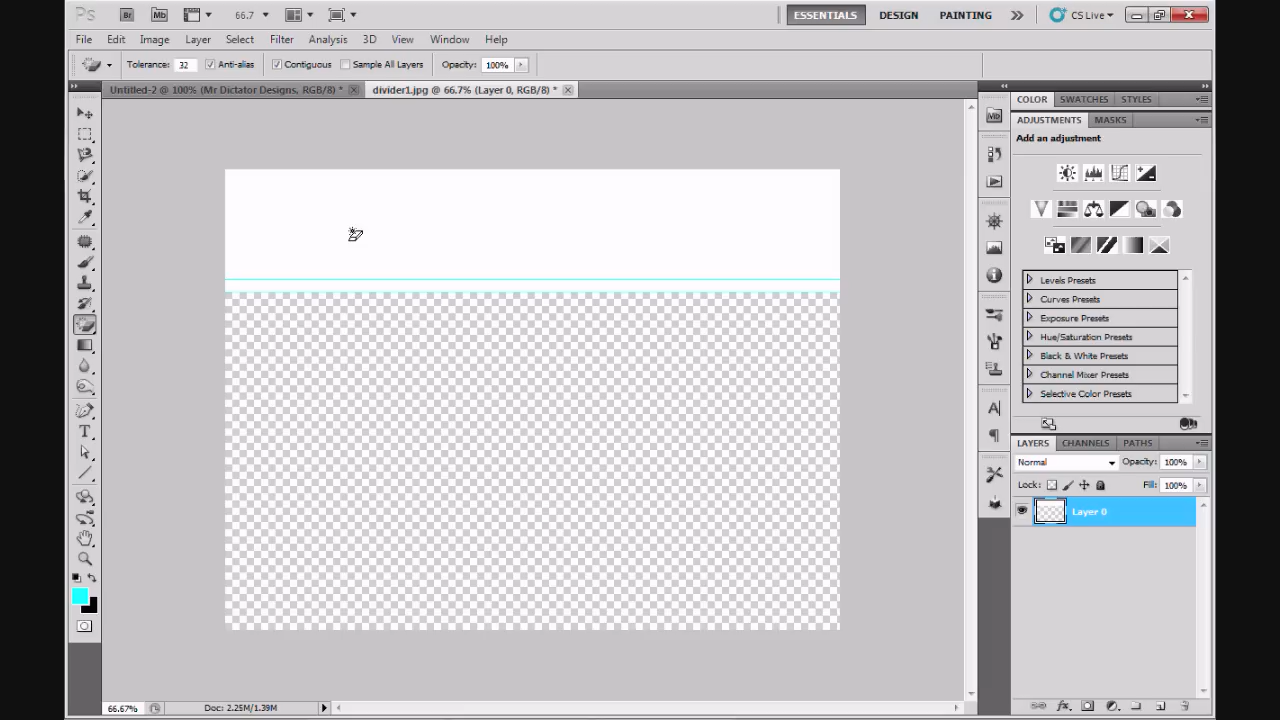 Ps Br Mb 66.7 ESSENTIALS DESIGN PAINTING CS Live
File Edit Image Layer Select Filter Analysis 3D View Window Help
Tolerance: 32 Anti-alias Contiguous Sample All Layers Opacity: 100%
Untitled-2 @ 100% (Mr Dictator Designs, RGB/8) * divider1.jpg @ 66.7% (Layer 0, RGB/8) *
COLOR SWATCHES STYLES
ADJUSTMENTS MASKS
Add an adjustment
Levels Presets
Curves Presets
Exposure Presets
Hue/Saturation Presets
Black & White Presets
Channel Mixer Presets
Selective Color Presets
LAYERS CHANNELS PATHS
Normal Opacity: 100%
Lock: Fill: 100%
Layer 0
66.67% Doc: 2.25M/1.39M